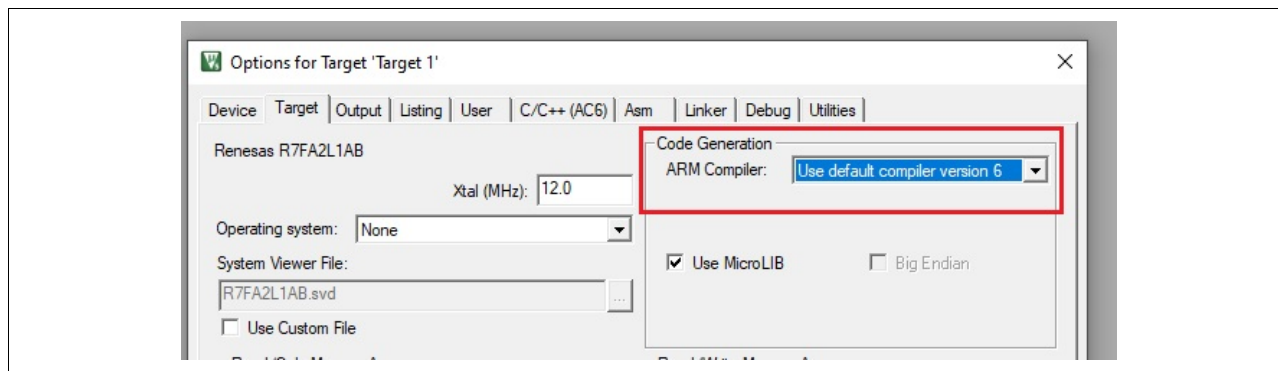 Options for Target 'Target 1'
Device Target Output Listing User C/C++ (AC6) Asm Linker Debug Utilities
Renesas R7FA2L1AB
Xtal (MHz): 12.0
Operating system: None
System Viewer File:
R7FA2L1AB.svd
...
Use Custom File
Code Generation
ARM Compiler: Use default compiler version 6
Use MicroLIB Big Endian